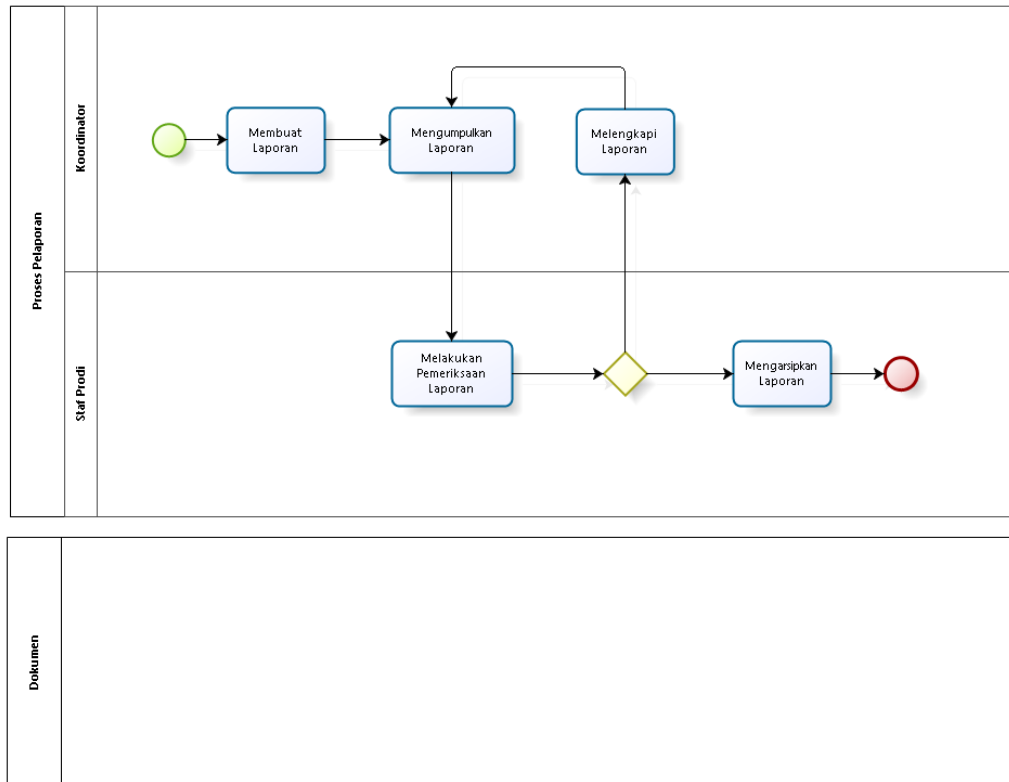 Proses Pelaporan
Koordinator
Membuat
Laporan
Mengumpulkan
Laporan
Melengkapi
Laporan
Staf Prodi
Melakukan
Pemeriksaan
Laporan
Mengarsipkan
Laporan
Dokumen